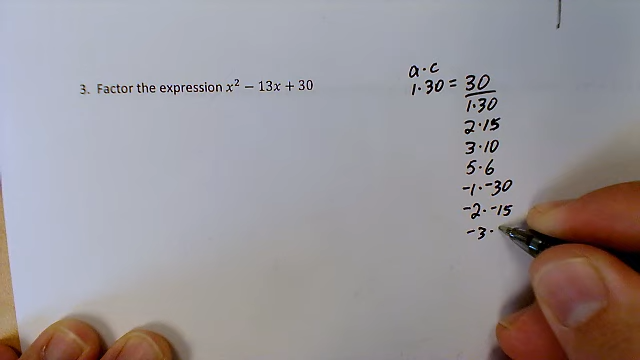 3. Factor the expression x² − 13x + 30
a·c
1·30 = 30
1·30
2·15
3·10
5·6
-1·-30
-2·-15
-3·